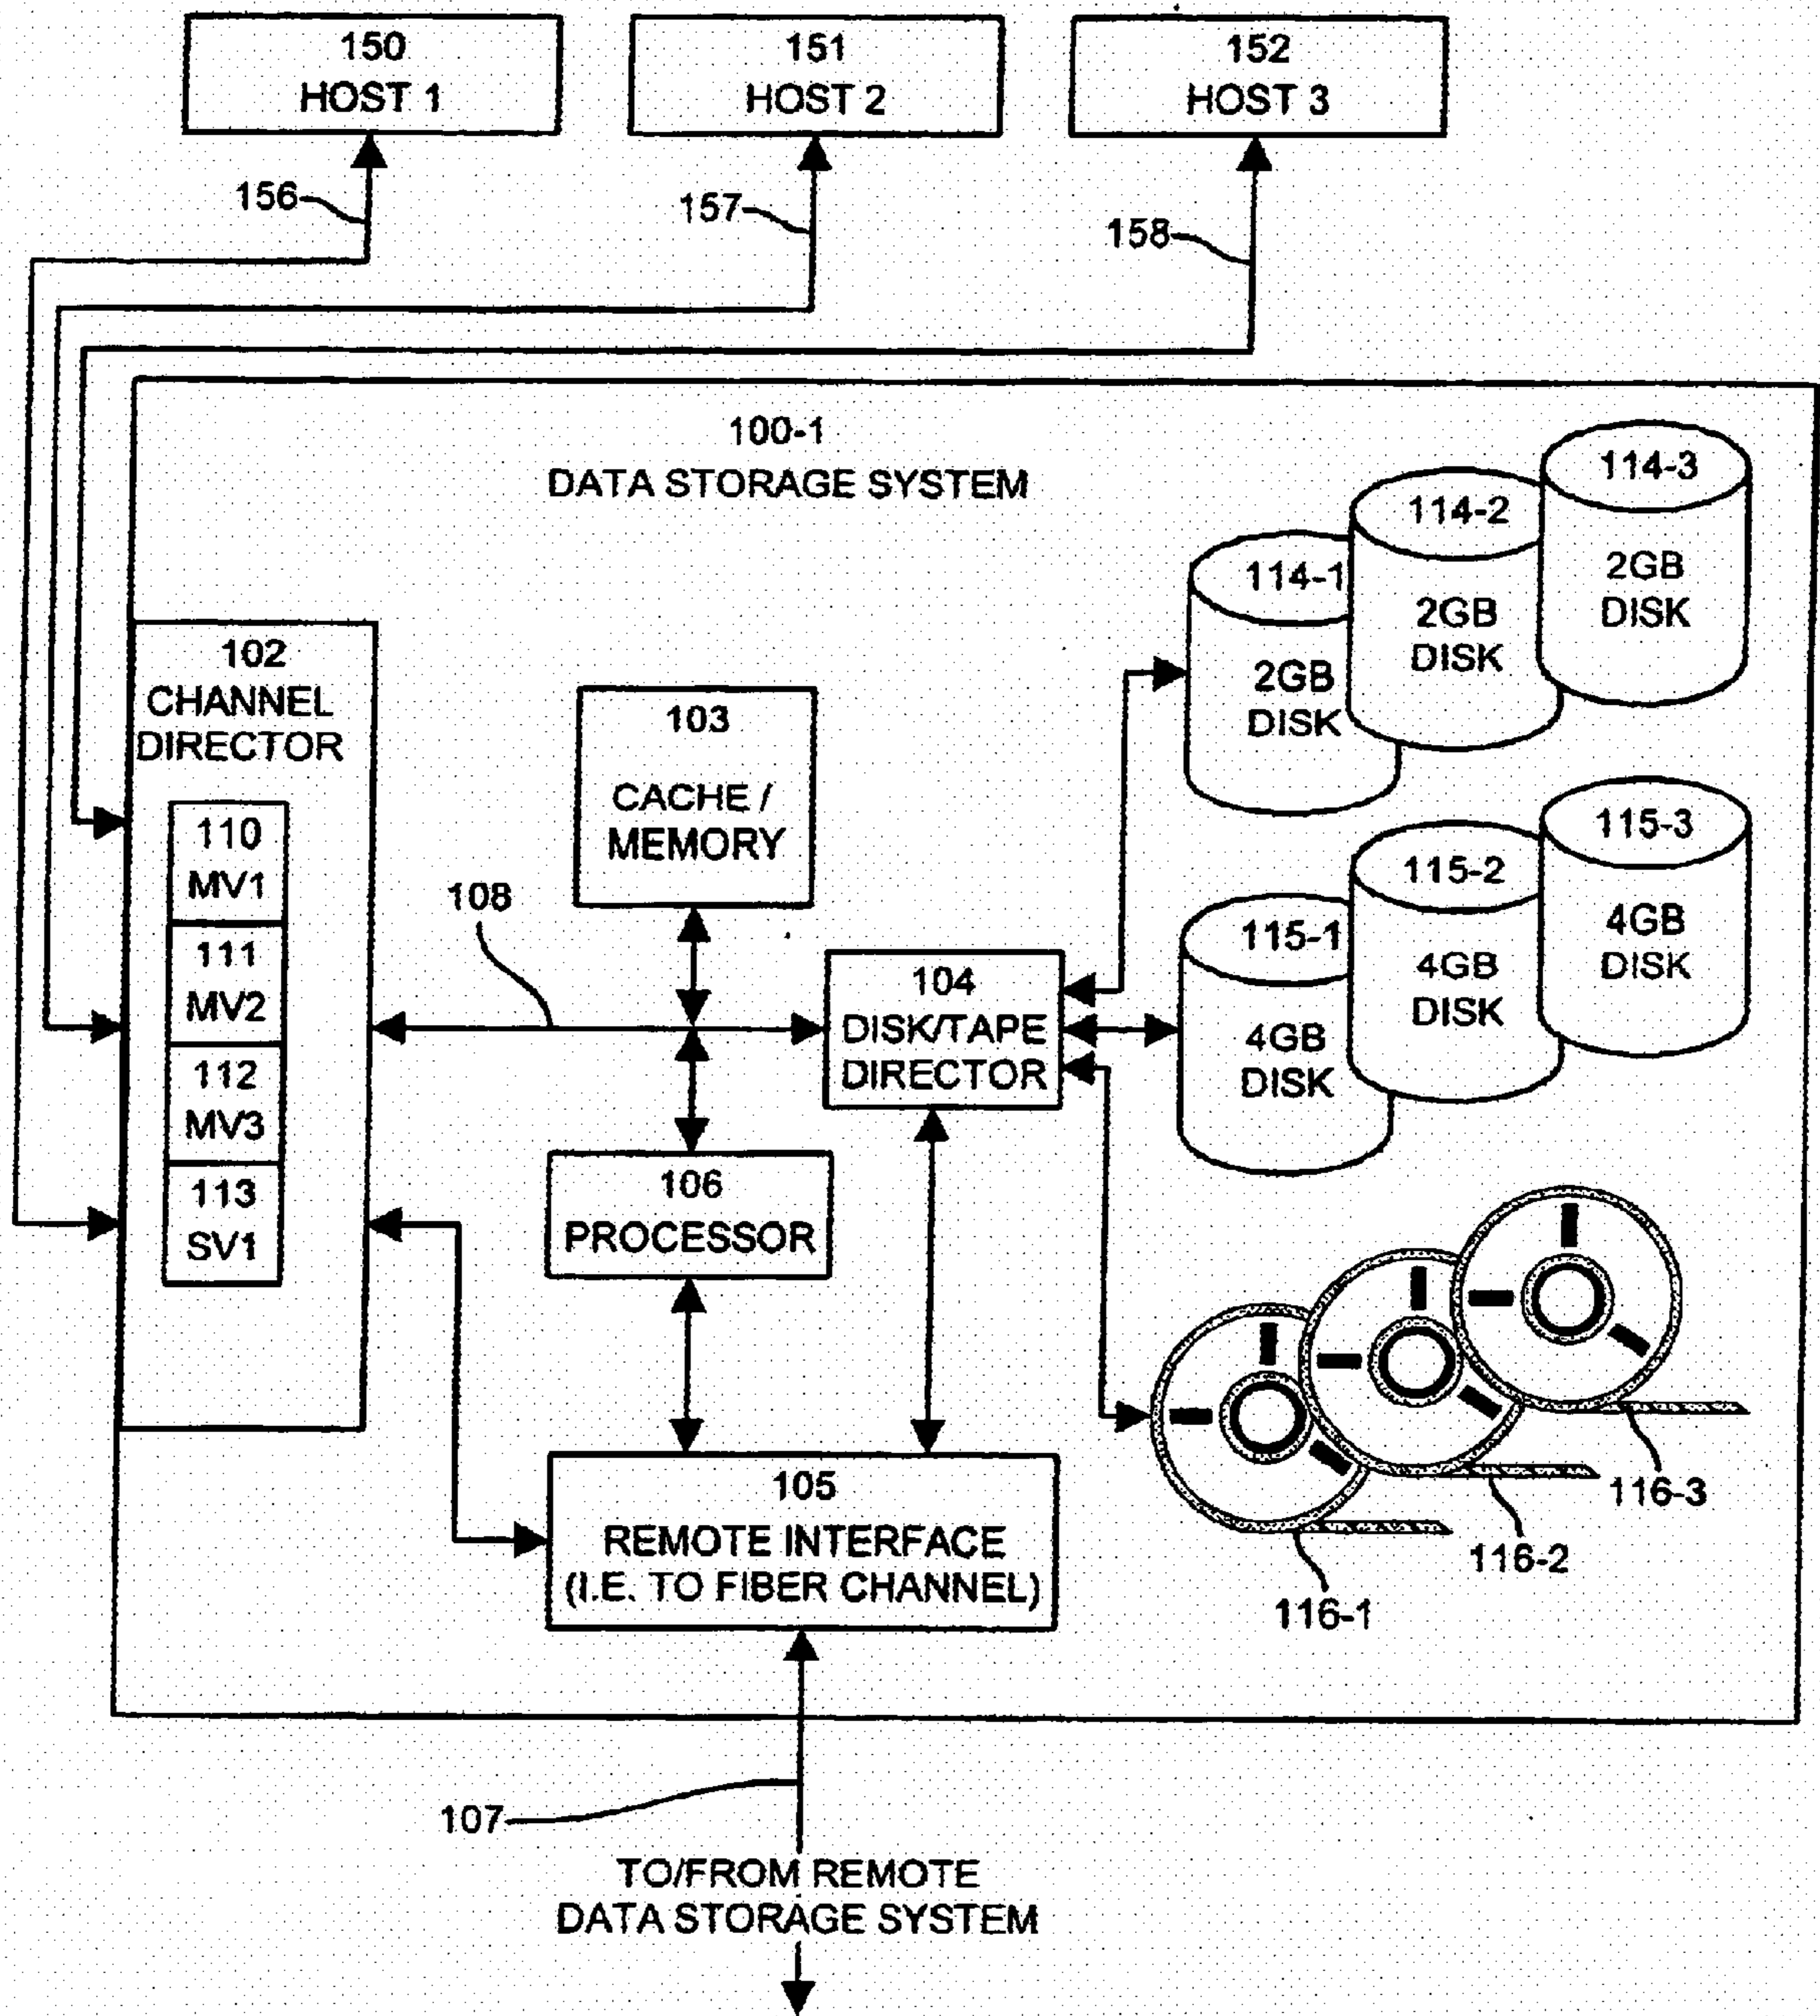 150
HOST 1
151
HOST 2
152
HOST 3
156
157
158
100-1
DATA STORAGE SYSTEM
114-1
2GB
DISK
114-2
2GB
DISK
114-3
2GB
DISK
102
CHANNEL
DIRECTOR
110
MV1
111
MV2
112
MV3
113
SV1
103
CACHE /
MEMORY
108
104
DISK/TAPE
DIRECTOR
115-1
4GB
DISK
115-2
4GB
DISK
115-3
4GB
DISK
106
PROCESSOR
105
REMOTE INTERFACE
(I.E. TO FIBER CHANNEL)
116-1
116-2
116-3
107
TO/FROM REMOTE
DATA STORAGE SYSTEM